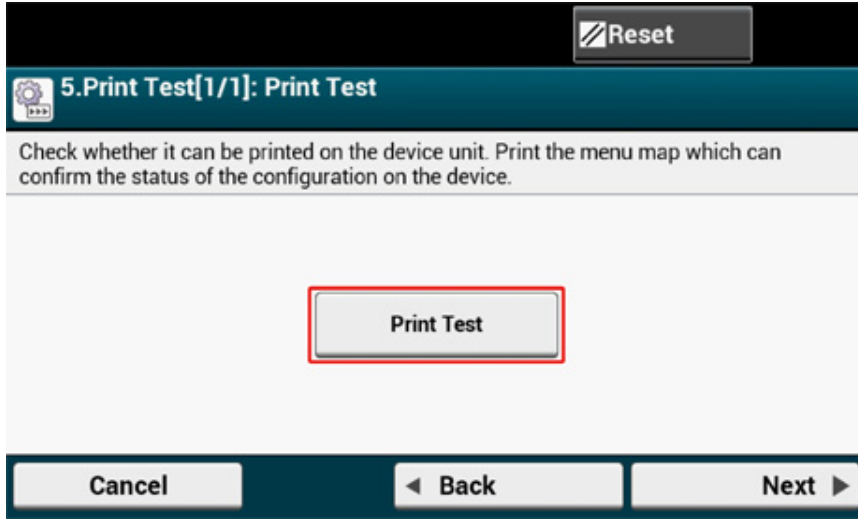 Reset
5.Print Test[1/1]: Print Test
Check whether it can be printed on the device unit. Print the menu map which can
confirm the status of the configuration on the device.
Print Test
Cancel
Back
Next